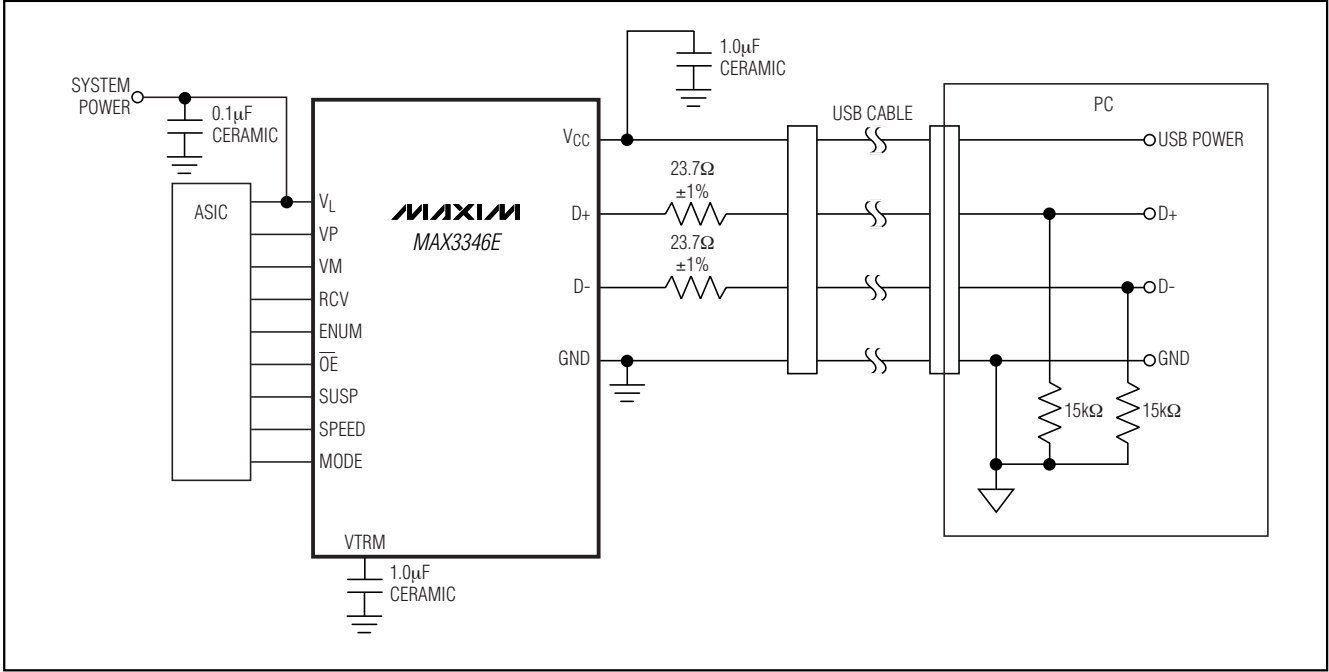 SYSTEM
POWER
0.1µF
CERAMIC
ASIC
VL
VP
VM
RCV
ENUM
OE
SUSP
SPEED
MODE
MAXIM
MAX3346E
VCC
D+
D-
GND
VTRM
1.0µF
CERAMIC
1.0µF
CERAMIC
23.7Ω
±1%
23.7Ω
±1%
USB CABLE
PC
USB POWER
D+
D-
GND
15kΩ
15kΩ